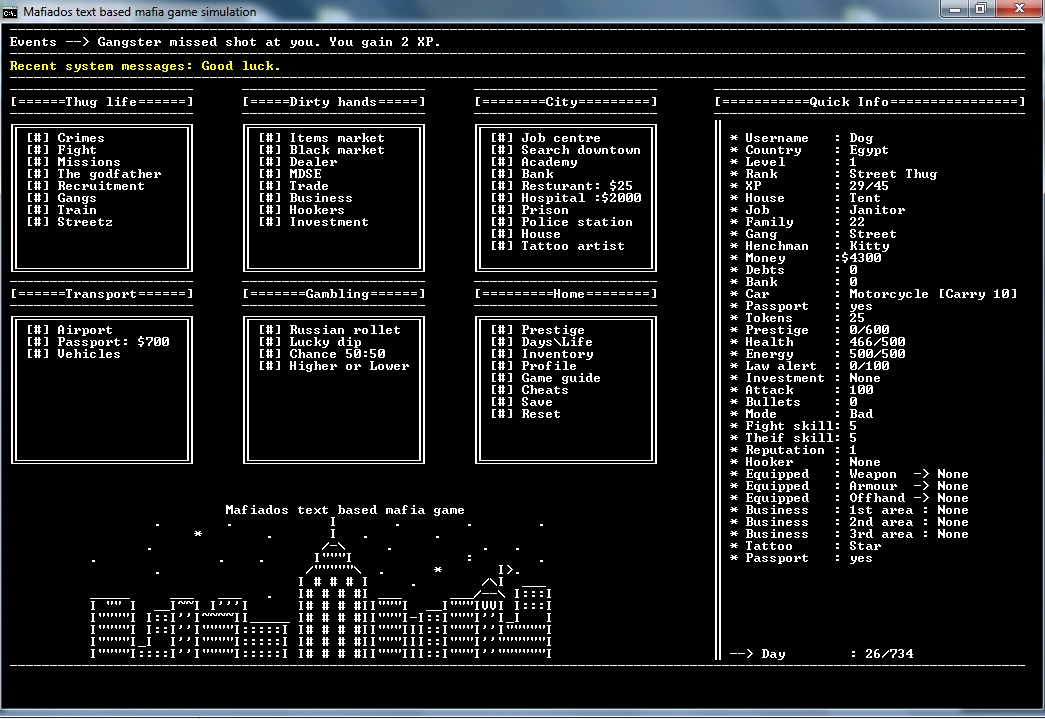 Mafiados text based mafia game simulation
Events --> Gangster missed shot at you. You gain 2 XP.
Recent system messages: Good luck.
[======Thug life======]
[#] Crimes
[#] Fight
[#] Missions
[#] The godfather
[#] Recruitment
[#] Gangs
[#] Train
[#] Streetz
[=====Dirty hands=====]
[#] Items market
[#] Black market
[#] Dealer
[#] MDSE
[#] Trade
[#] Business
[#] Hookers
[#] Investment
[========City=========]
[#] Job centre
[#] Search downtown
[#] Academy
[#] Bank
[#] Resturant: $25
[#] Hospital :$2000
[#] Prison
[#] Police station
[#] House
[#] Tattoo artist
[======Transport======]
[#] Airport
[#] Passport: $700
[#] Vehicles
[=======Gambling======]
[#] Russian rollet
[#] Lucky dip
[#] Chance 50:50
[#] Higher or Lower
[=========Home========]
[#] Prestige
[#] Days\Life
[#] Inventory
[#] Profile
[#] Game guide
[#] Cheats
[#] Save
[#] Reset
[===========Quick Info================]
* Username : Dog
* Country : Egypt
* Level : 1
* Rank : Street Thug
* XP : 29/45
* House : Tent
* Job : Janitor
* Family : 22
* Gang : Street
* Henchman : Kitty
* Money :$4300
* Debts : 0
* Bank : 0
* Car : Motorcycle [Carry 10]
* Passport : yes
* Tokens : 25
* Prestige : 0/600
* Health : 466/500
* Energy : 500/500
* Law alert : 0/100
* Investment : None
* Attack : 100
* Bullets : 0
* Mode : Bad
* Fight skill: 5
* Theif skill: 5
* Reputation : 1
* Hooker : None
* Equipped : Weapon -> None
* Equipped : Armour -> None
* Equipped : Offhand -> None
* Business : 1st area : None
* Business : 2nd area : None
* Business : 3rd area : None
* Tattoo : Star
* Passport : yes
--> Day : 26/734
Mafiados text based mafia game